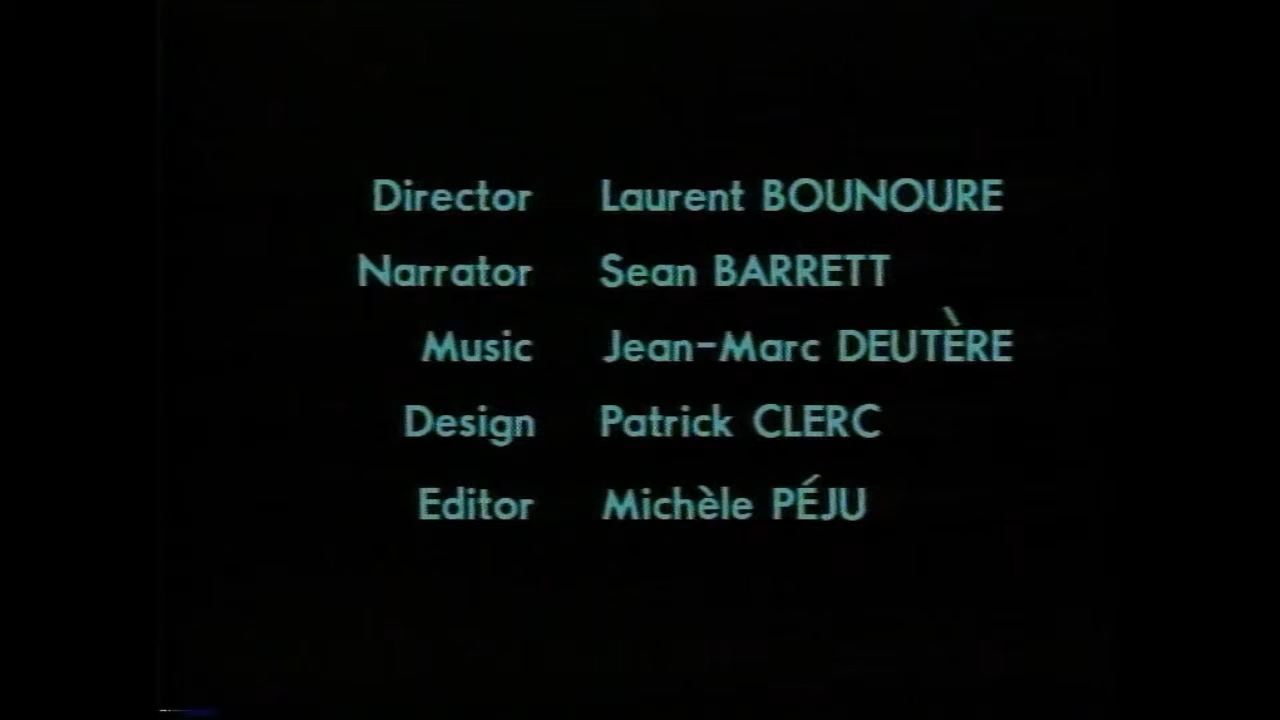 Director Laurent BOUNOURE
Narrator Sean BARRETT
Music Jean-Marc DEUTÈRE
Design Patrick CLERC
Editor Michèle PÉJU